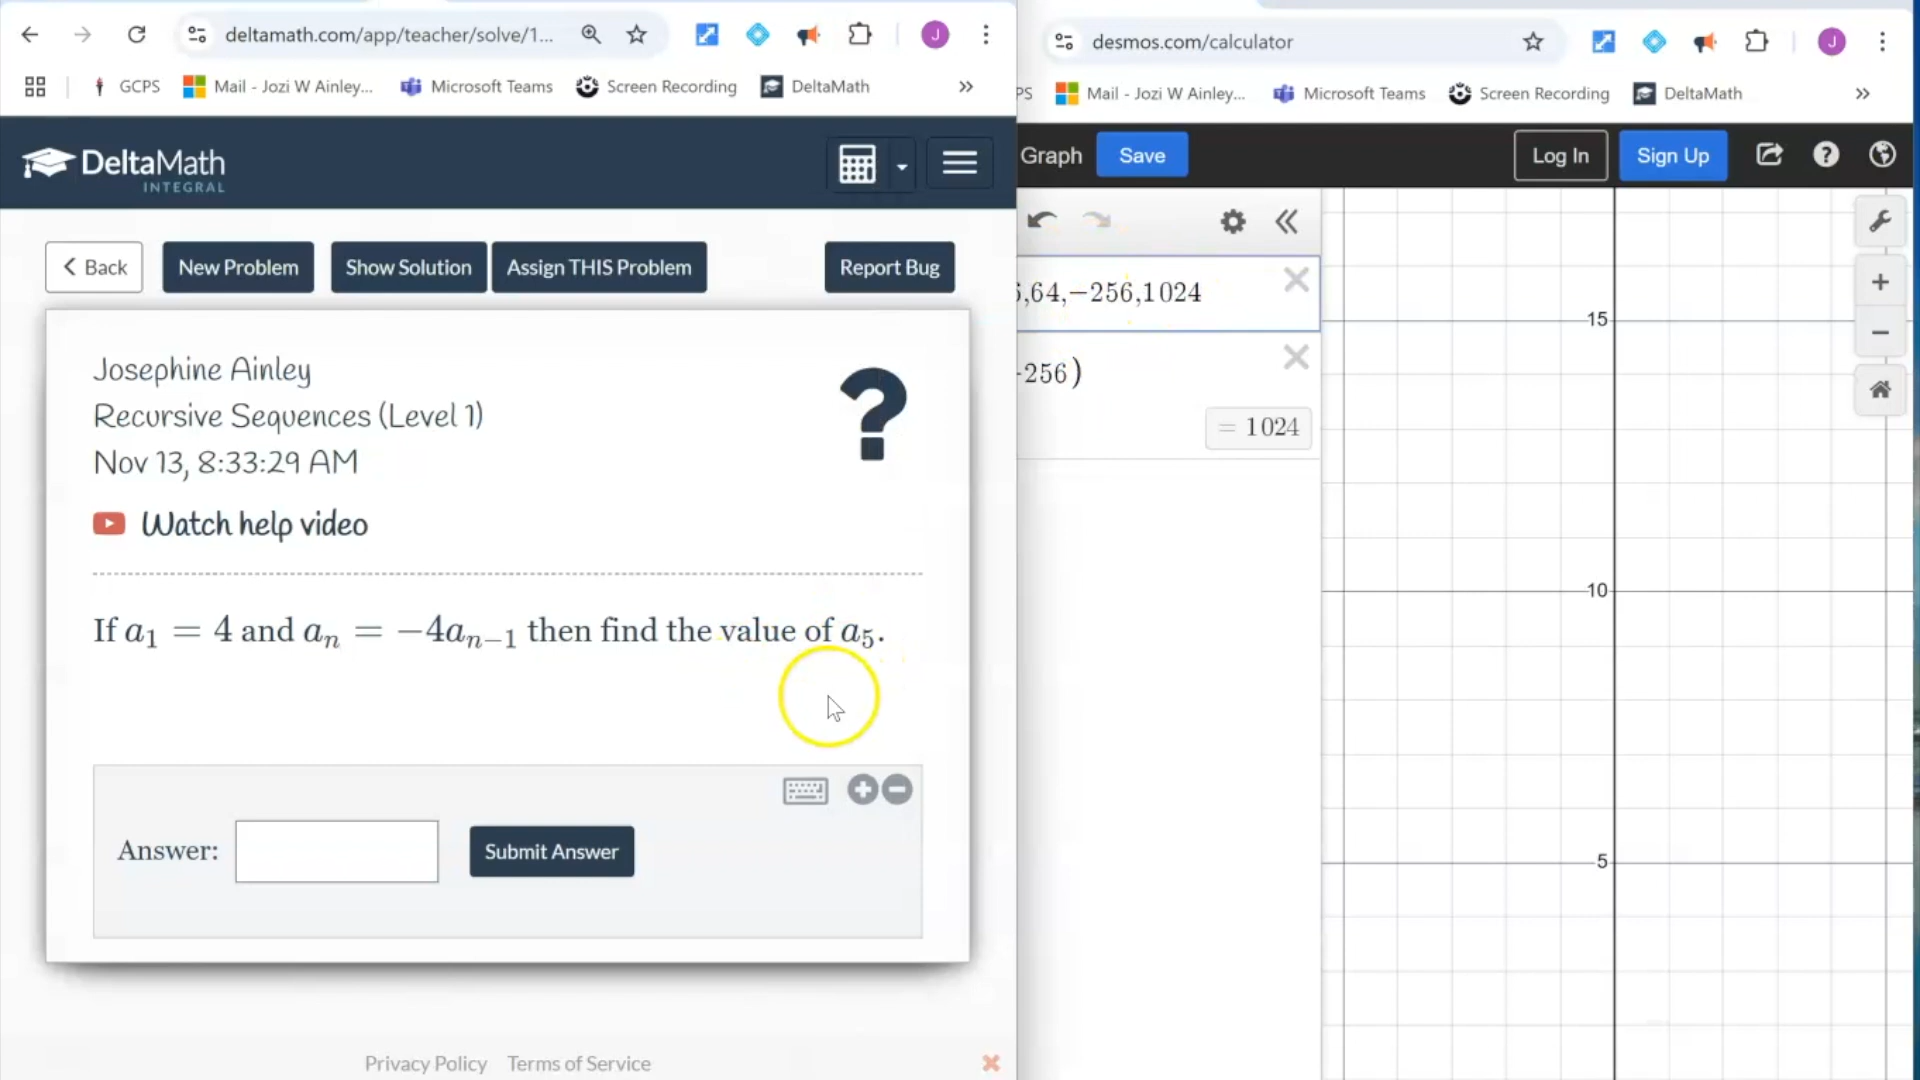 deltamath.com/app/teacher/solve/1...
J
GCPS
Mail - Jozi W Ainley...
Microsoft Teams
Screen Recording
DeltaMath
»
DeltaMath
INTEGRAL
Back
New Problem
Show Solution
Assign THIS Problem
Report Bug
Josephine Ainley
Recursive Sequences (Level 1)
Nov 13, 8:33:29 AM
?
Watch help video
If a₁ = 4 and aₙ = −4aₙ₋₁ then find the value of a₅.
Answer:
Submit Answer
Privacy Policy
Terms of Service
desmos.com/calculator
J
PS
Mail - Jozi W Ainley...
Microsoft Teams
Screen Recording
DeltaMath
»
Graph
Save
Log In
Sign Up
,64,−256,1024
-256)
= 1024
15
10
5